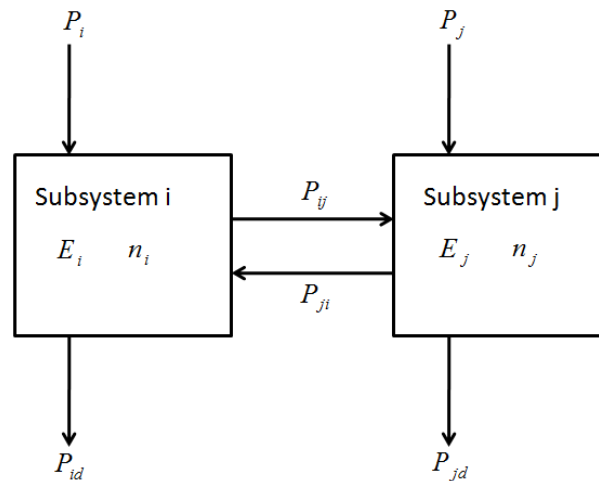 P_i
P_j
Subsystem i
P_ij
Subsystem j
E_i n_i
E_j n_j
P_ji
P_id
P_jd